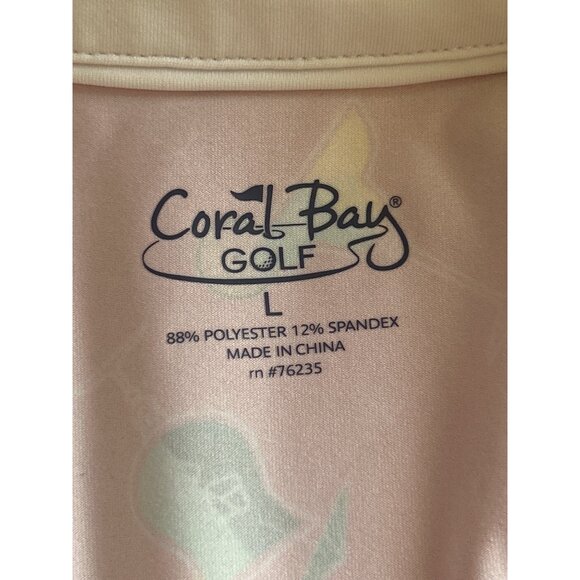 Coral Bay®
GOLF
L
88% POLYESTER 12% SPANDEX
MADE IN CHINA
rn #76235